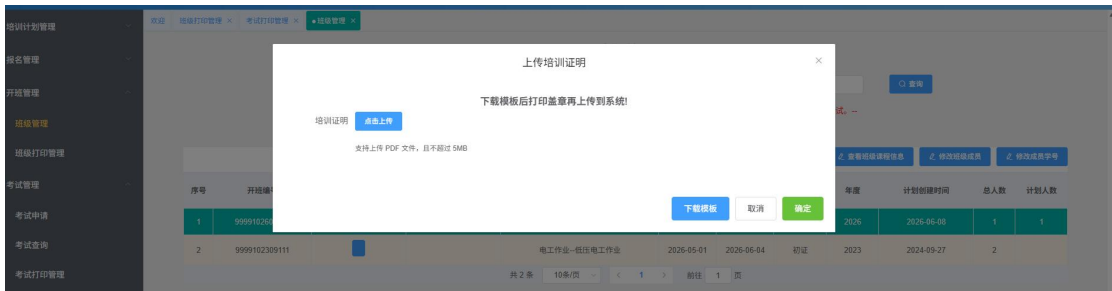 培训计划管理
报名管理
开班管理
班级管理
班级打印管理
考试管理
考试申请
考试查询
考试打印管理
欢迎 班级打印管理 × 考试打印管理 × 班级管理 ×
上传培训证明 ×
下载模板后打印盖章再上传到系统!
培训证明 点击上传
支持上传 PDF 文件，且不超过 5MB
下载模板 取消 确定
查询
试。--
查看班级课程信息 修改班级成员 修改成员学号
序号 开班编 年度 计划创建时间 总人数 计划人数
1 99991026 2026 2026-06-08 1 1
2 9999102309111 电工作业--低压电工作业 2026-05-01 2026-06-04 初证 2023 2024-09-27 2
共 2 条 10条/页 < 1 > 前往 1 页